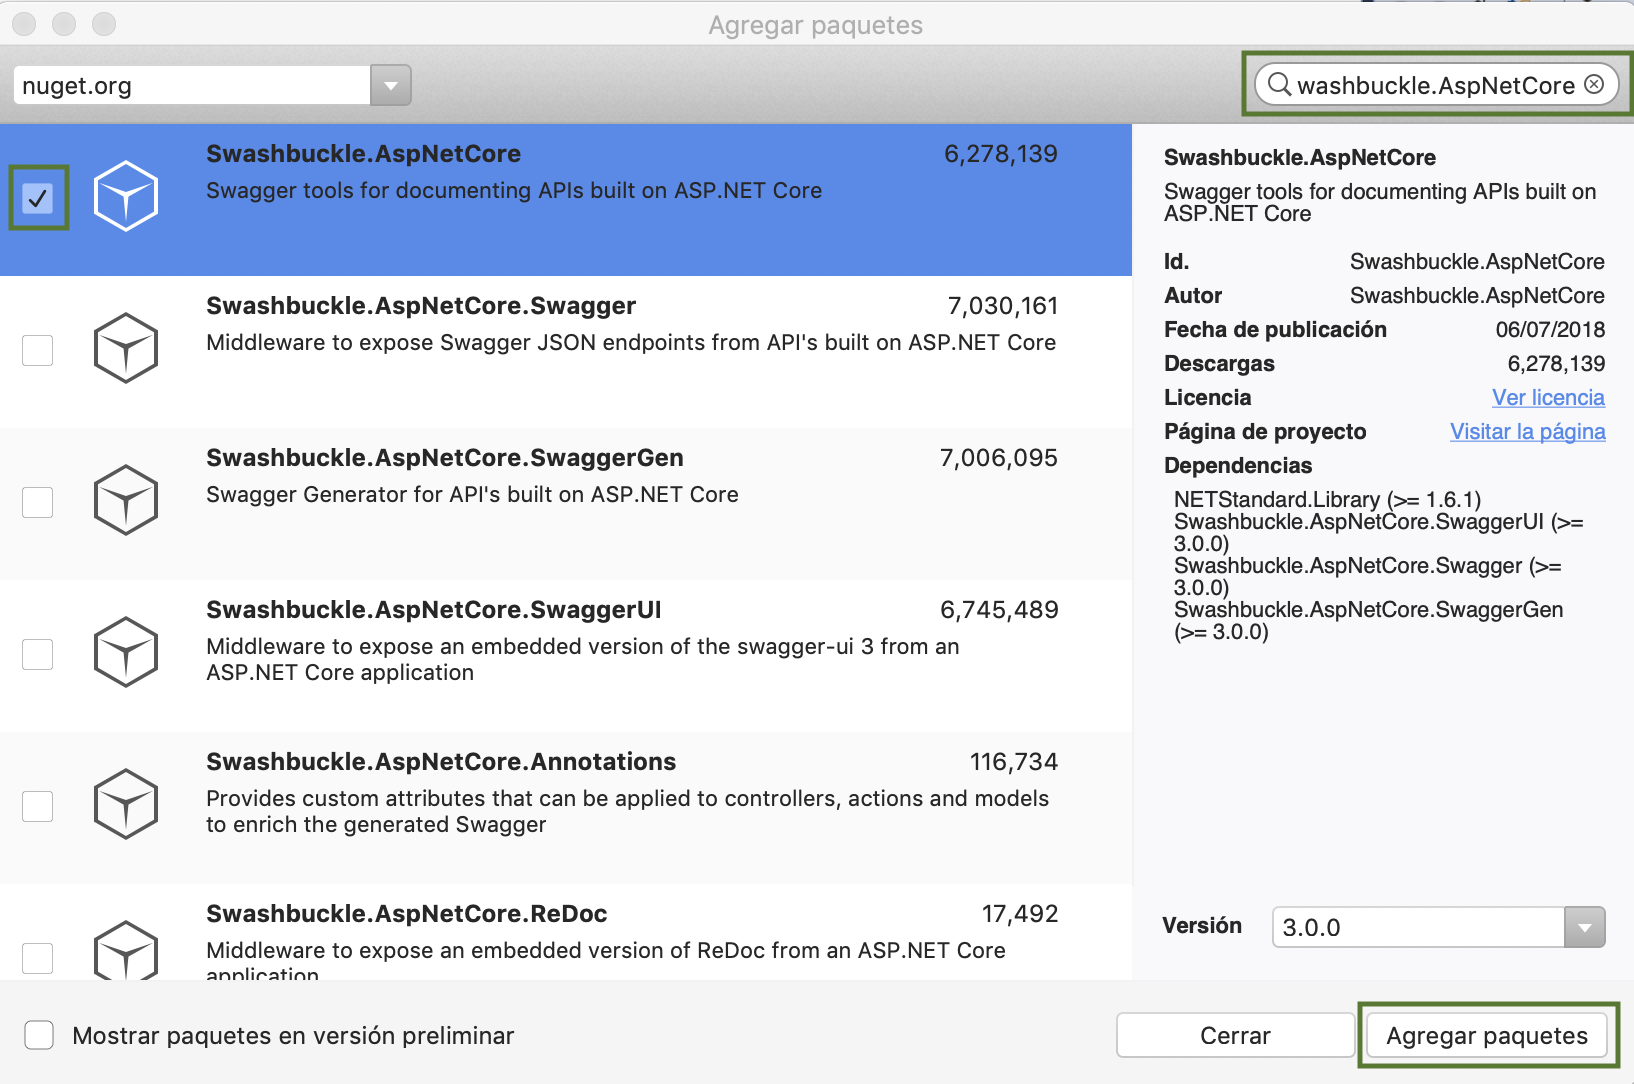 Agregar paquetes
nuget.org
washbuckle.AspNetCore
Swashbuckle.AspNetCore 6,278,139
Swagger tools for documenting APIs built on ASP.NET Core
Swashbuckle.AspNetCore.Swagger 7,030,161
Middleware to expose Swagger JSON endpoints from API's built on ASP.NET Core
Swashbuckle.AspNetCore.SwaggerGen 7,006,095
Swagger Generator for API's built on ASP.NET Core
Swashbuckle.AspNetCore.SwaggerUI 6,745,489
Middleware to expose an embedded version of the swagger-ui 3 from an
ASP.NET Core application
Swashbuckle.AspNetCore.Annotations 116,734
Provides custom attributes that can be applied to controllers, actions and models
to enrich the generated Swagger
Swashbuckle.AspNetCore.ReDoc 17,492
Middleware to expose an embedded version of ReDoc from an ASP.NET Core
application
Swashbuckle.AspNetCore
Swagger tools for documenting APIs built on
ASP.NET Core
Id. Swashbuckle.AspNetCore
Autor Swashbuckle.AspNetCore
Fecha de publicación 06/07/2018
Descargas 6,278,139
Licencia Ver licencia
Página de proyecto Visitar la página
Dependencias
NETStandard.Library (>= 1.6.1)
Swashbuckle.AspNetCore.SwaggerUI (>=
3.0.0)
Swashbuckle.AspNetCore.Swagger (>=
3.0.0)
Swashbuckle.AspNetCore.SwaggerGen
(>= 3.0.0)
Versión 3.0.0
Mostrar paquetes en versión preliminar
Cerrar
Agregar paquetes